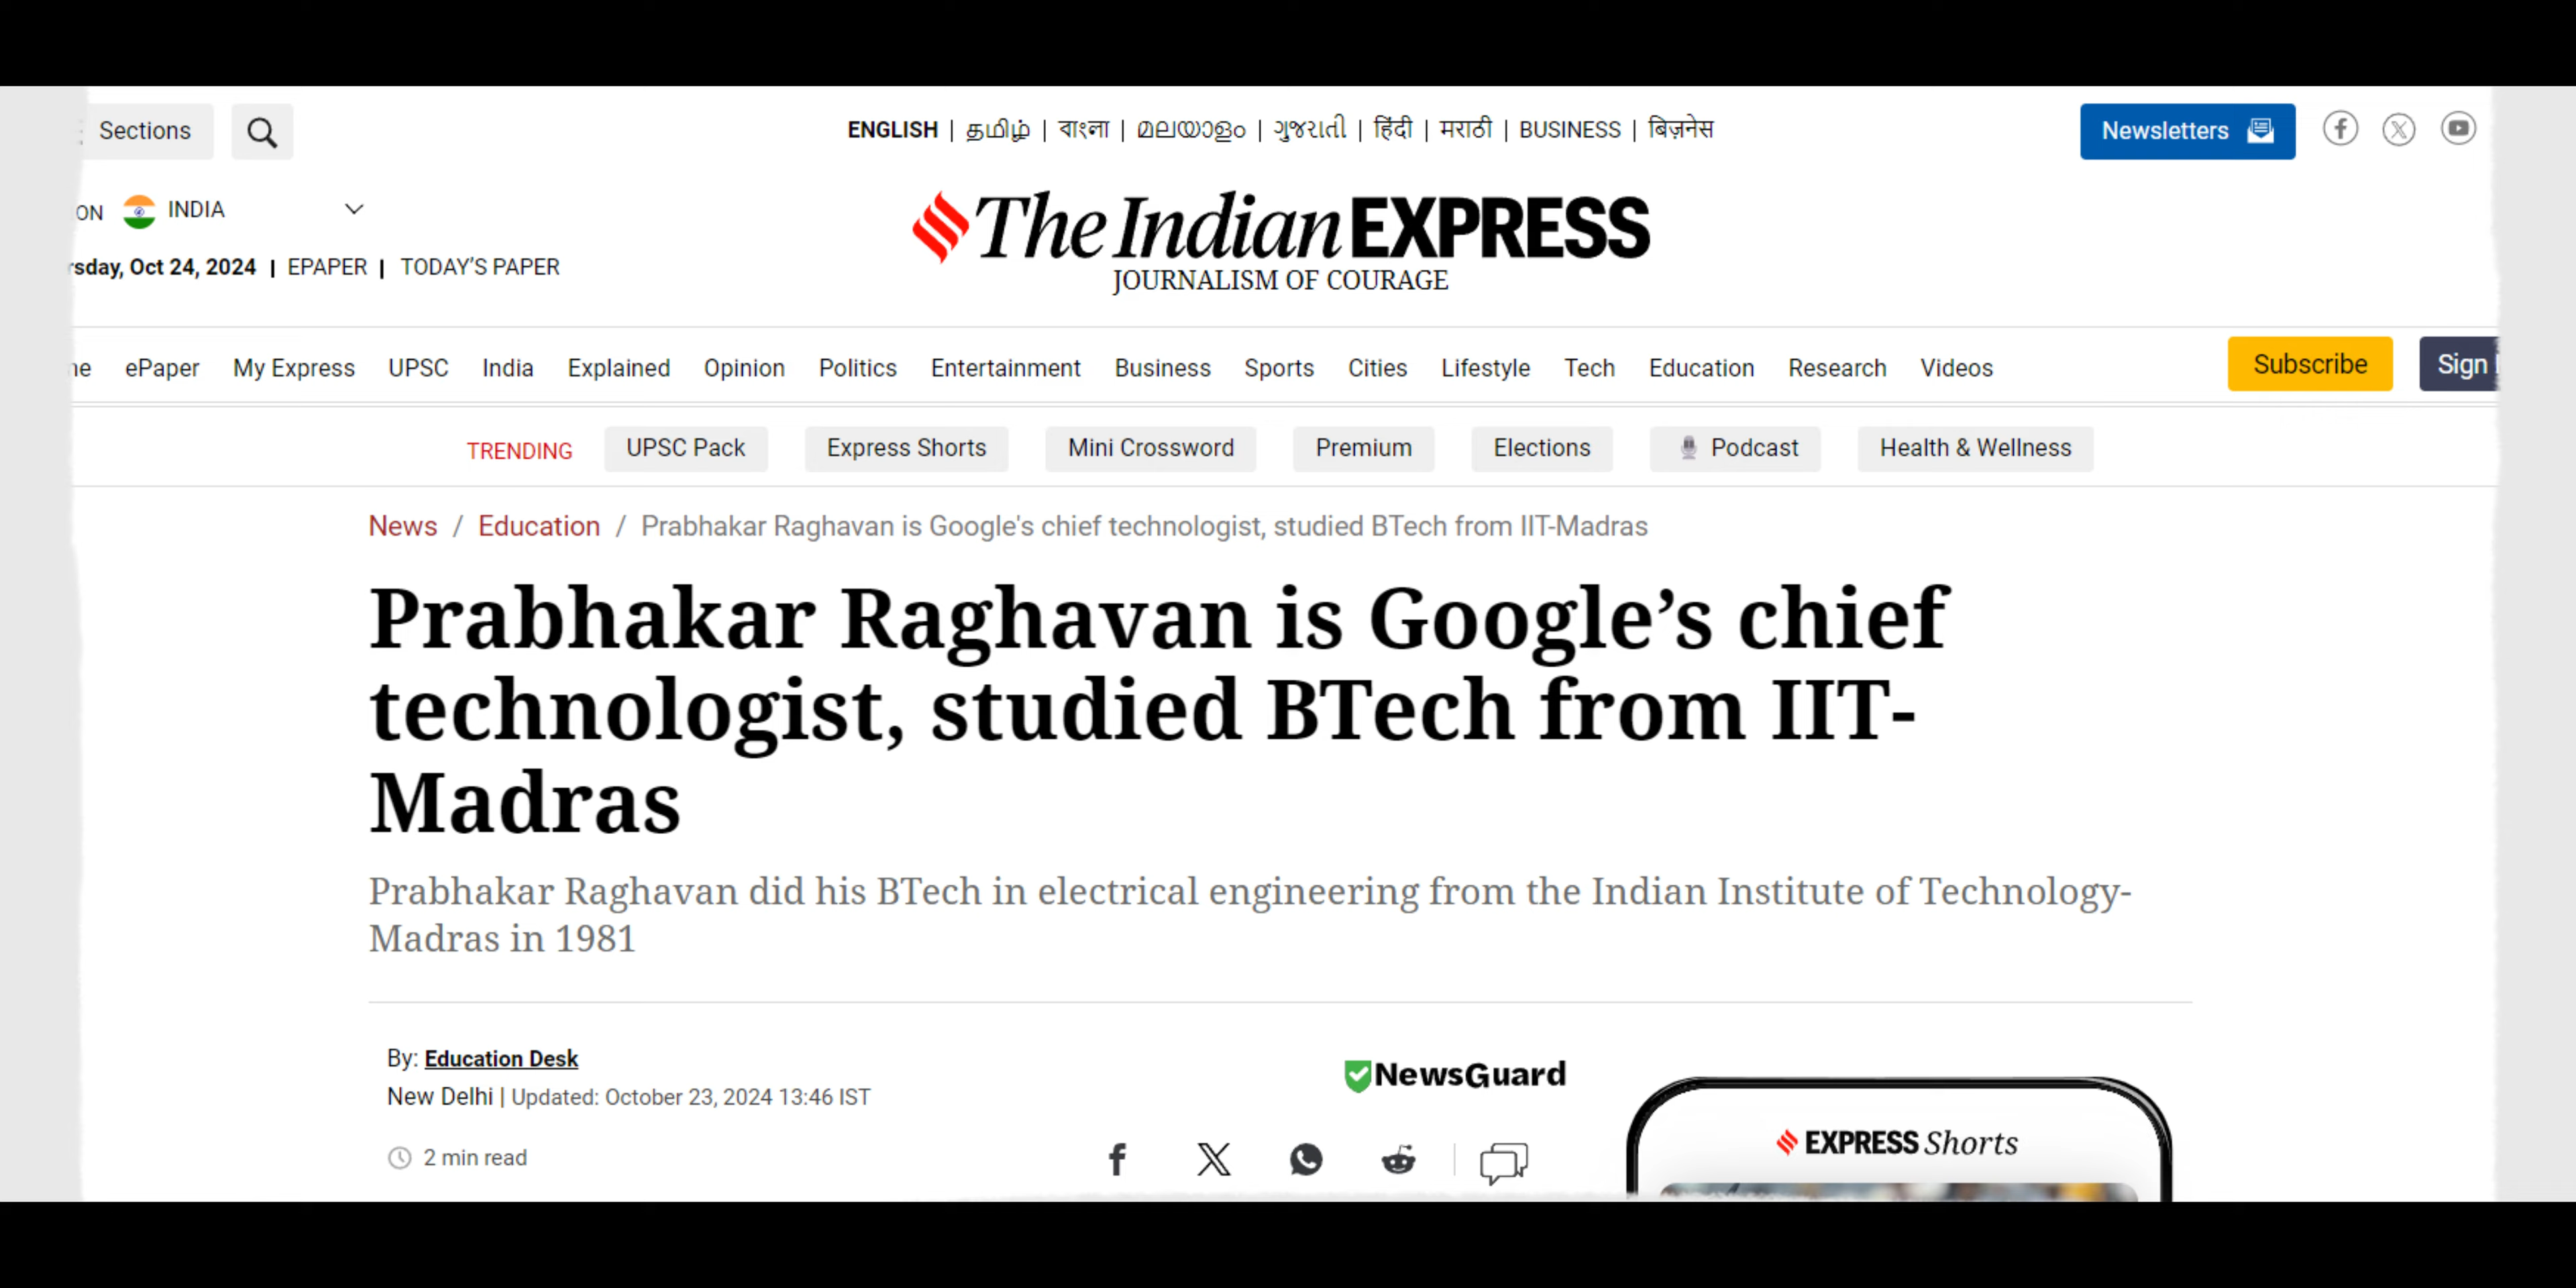 Sections
ENGLISH | தமிழ் | বাংলা | മലയാളം | ગુજરાતી | हिंदी | मराठी | BUSINESS | बिज़नेस
Newsletters
ON INDIA
The Indian EXPRESS
JOURNALISM OF COURAGE
rsday, Oct 24, 2024 | EPAPER | TODAY'S PAPER
ne ePaper My Express UPSC India Explained Opinion Politics Entertainment Business Sports Cities Lifestyle Tech Education Research Videos Subscribe Sign
TRENDING UPSC Pack Express Shorts Mini Crossword Premium Elections Podcast Health & Wellness
News / Education / Prabhakar Raghavan is Google's chief technologist, studied BTech from IIT-Madras
Prabhakar Raghavan is Google’s chief
technologist, studied BTech from IIT-
Madras
Prabhakar Raghavan did his BTech in electrical engineering from the Indian Institute of Technology-
Madras in 1981
By: Education Desk
New Delhi | Updated: October 23, 2024 13:46 IST
NewsGuard
2 min read
EXPRESS Shorts